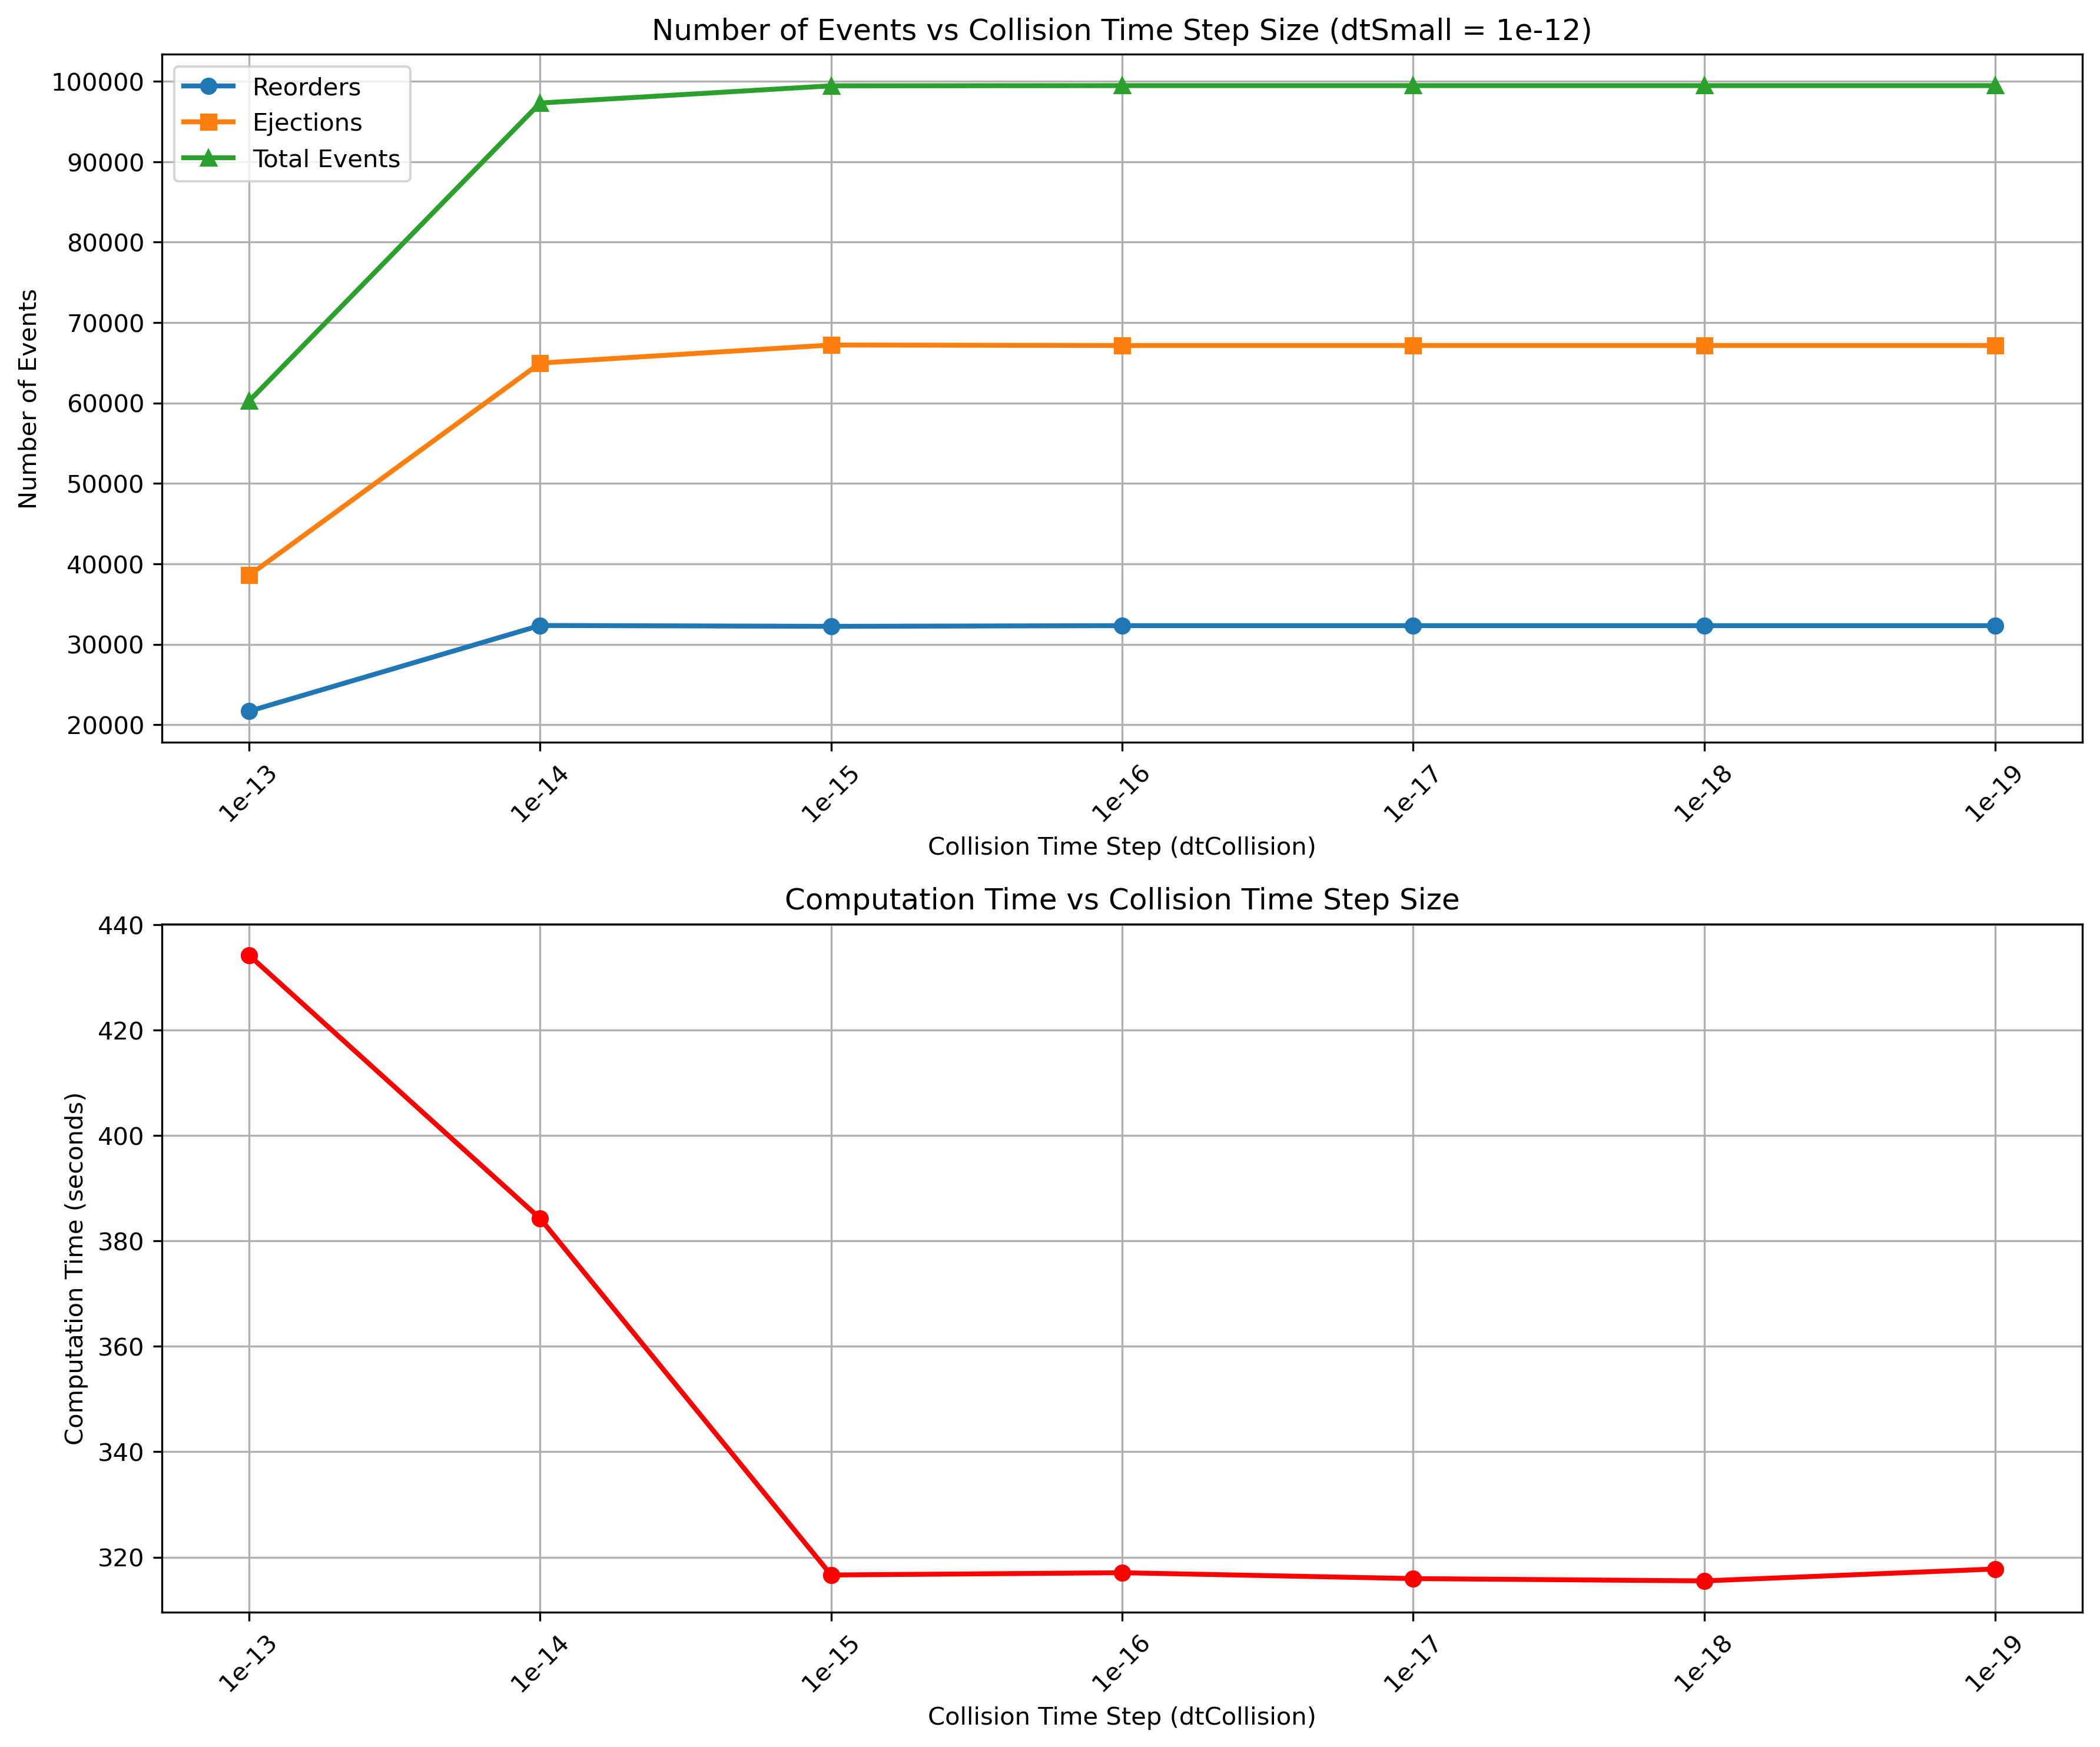 Number of Events vs Collision Time Step Size (dtSmall = 1e-12)
Reorders
Ejections
Total Events
100000
90000
80000
70000
60000
50000
40000
30000
20000
Number of Events
1e-13
1e-14
1e-15
1e-16
1e-17
1e-18
1e-19
Collision Time Step (dtCollision)
Computation Time vs Collision Time Step Size
440
420
400
380
360
340
320
Computation Time (seconds)
1e-13
1e-14
1e-15
1e-16
1e-17
1e-18
1e-19
Collision Time Step (dtCollision)